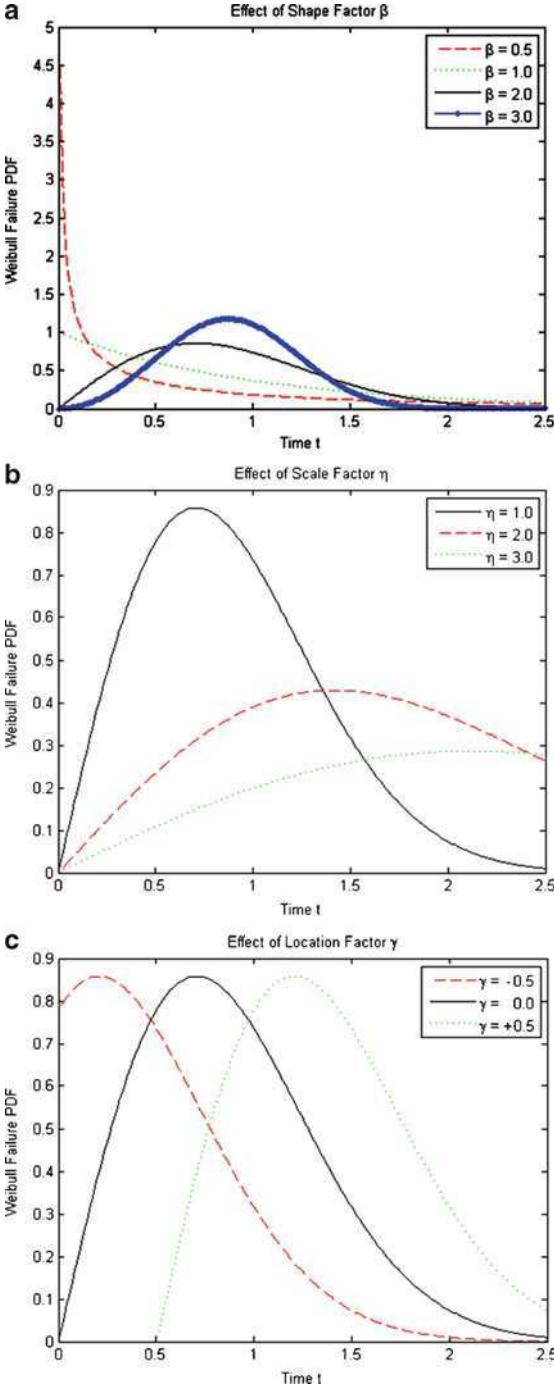 a
Effect of Shape Factor β
5
4.5
4
3.5
3
2.5
2
1.5
1
0.5
0
Weibull Failure PDF
β = 0.5
β = 1.0
β = 2.0
β = 3.0
0 0.5 1 1.5 2 2.5
Time t
b
Effect of Scale Factor η
0.9
0.8
0.7
0.6
0.5
0.4
0.3
0.2
0.1
0
Weibull Failure PDF
η = 1.0
η = 2.0
η = 3.0
0 0.5 1 1.5 2 2.5
Time t
c
Effect of Location Factor γ
0.9
0.8
0.7
0.6
0.5
0.4
0.3
0.2
0.1
0
Weibull Failure PDF
γ = -0.5
γ = 0.0
γ = +0.5
0 0.5 1 1.5 2 2.5
Time t